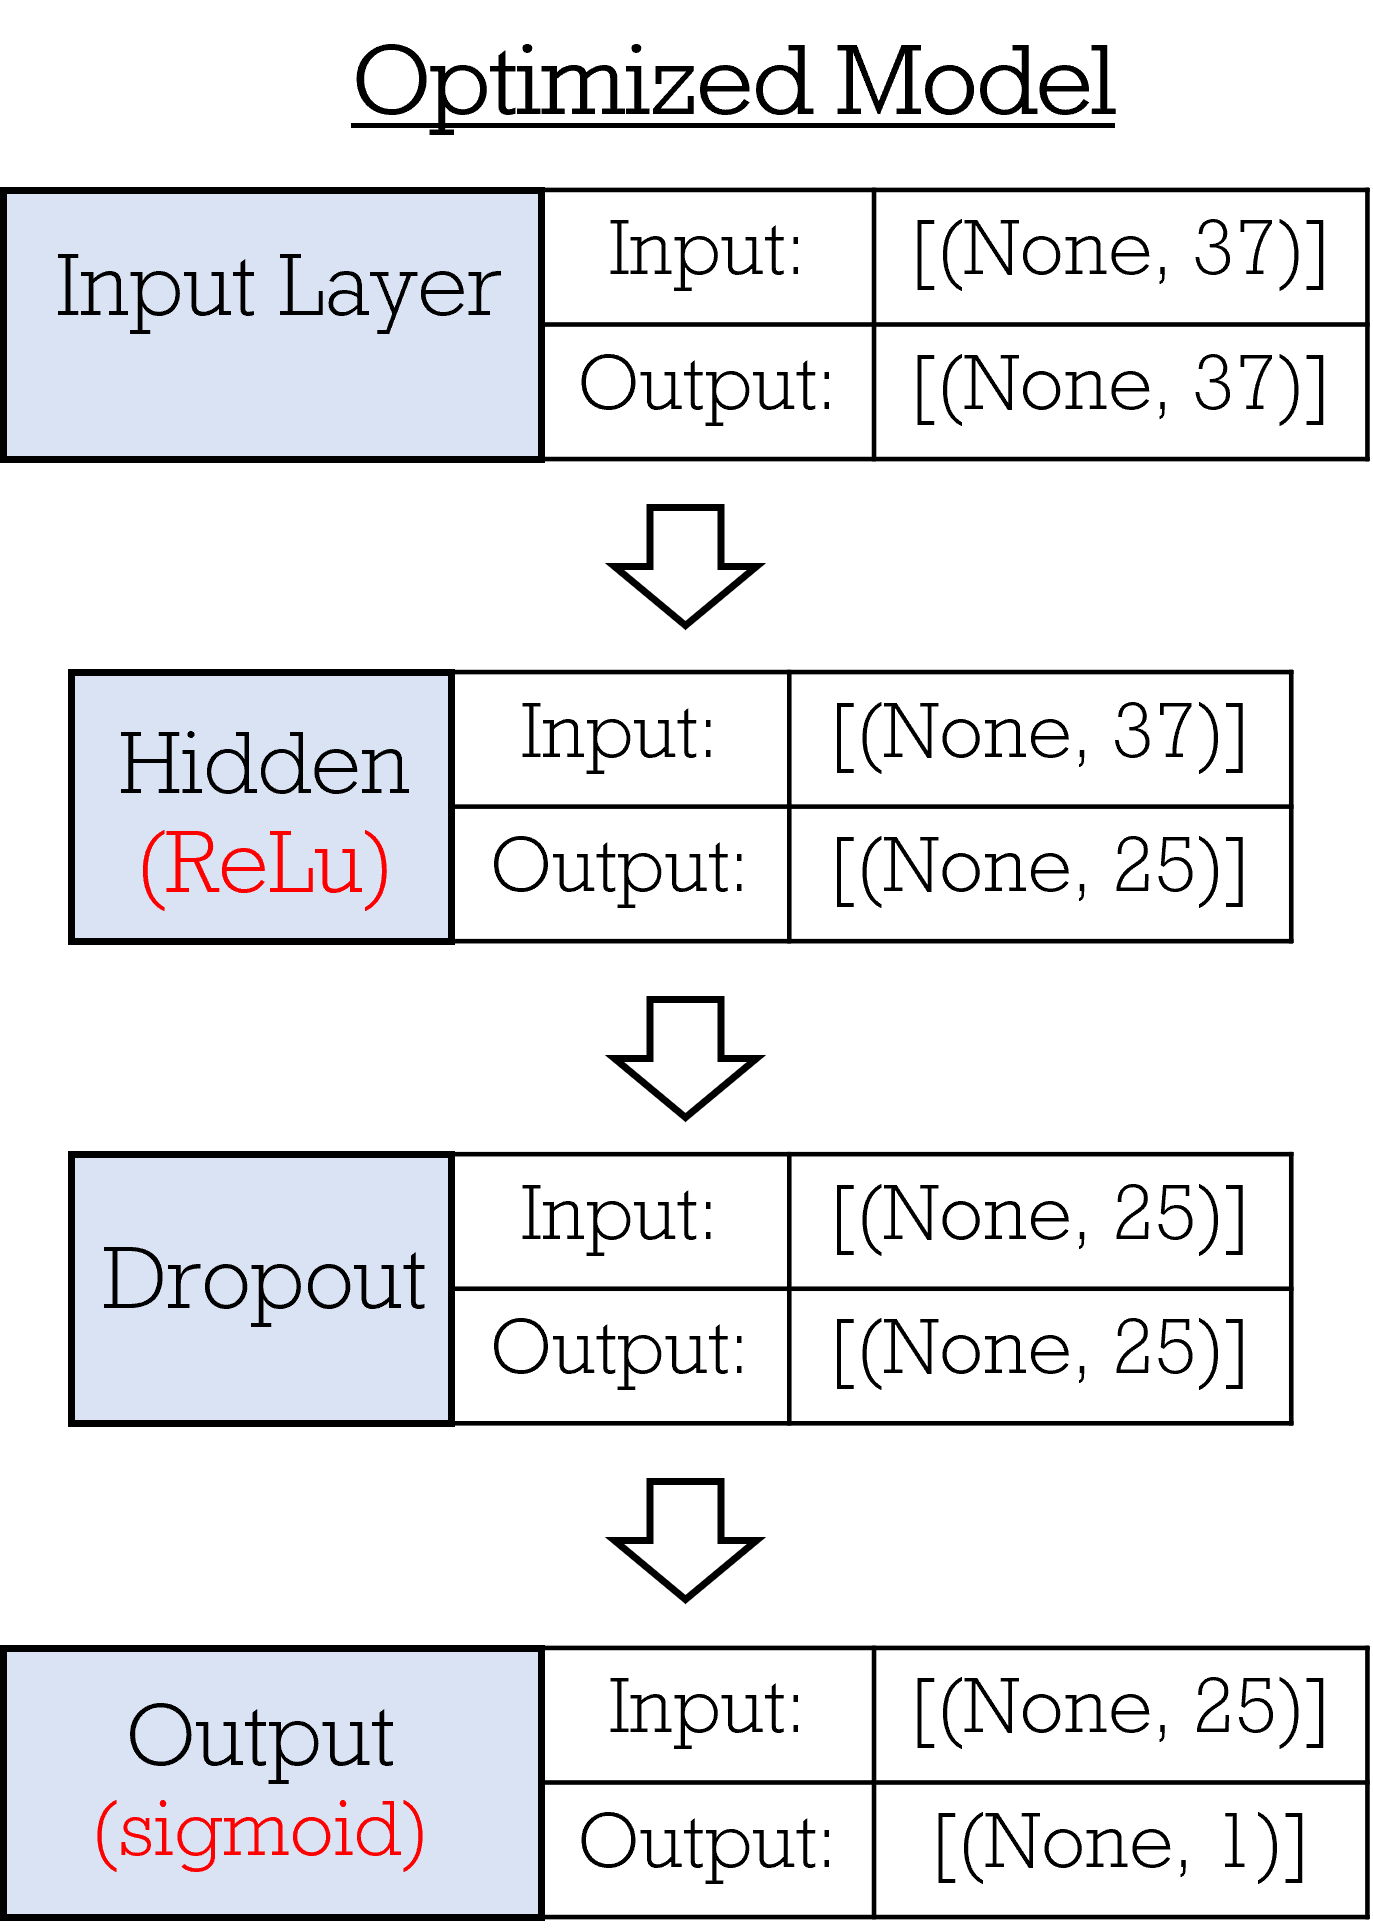 Optimized Model
Input Layer
Input:
[(None, 37)]
Output:
[(None, 37)]
Hidden
(ReLu)
Input:
[(None, 37)]
Output:
[(None, 25)]
Dropout
Input:
[(None, 25)]
Output:
[(None, 25)]
Output
(sigmoid)
Input:
[(None, 25)]
Output:
[(None, 1)]